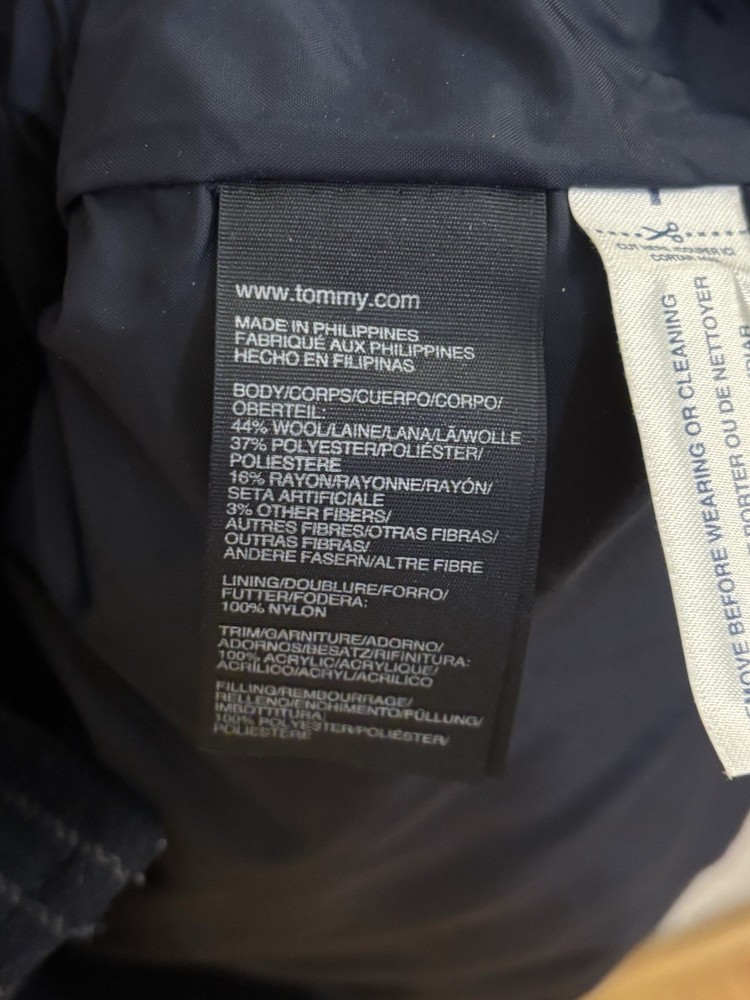 www.tommy.com
MADE IN PHILIPPINES
FABRIQUÉ AUX PHILIPPINES
HECHO EN FILIPINAS
BODY/CORPS/CUERPO/CORPO/
OBERTEIL:
44% WOOL/LAINE/LANA/LÃ/WOLLE
37% POLYESTER/POLIÉSTER/
POLIESTERE
16% RAYON/RAYONNE/RAYÓN/
SETA ARTIFICIALE
3% OTHER FIBERS/
AUTRES FIBRES/OTRAS FIBRAS/
OUTRAS FIBRAS/
ANDERE FASERN/ALTRE FIBRE
LINING/DOUBLURE/FORRO/
FUTTER/FODERA:
100% NYLON
TRIM/GARNITURE/ADORNO/
ADORNOS/BESATZ/RIFINITURA:
100% ACRYLIC/ACRYLIQUE/
ACRÍLICO/ACRYL/ACRILICO
FILLING/REMBOURRAGE/
RELLENO/ENCHIMENTO/FÜLLUNG/
IMBOTTITURA:
100% POLYESTER/POLIÉSTER/
POLIESTERE
CUT
CORTAR
BEFORE WEARING OR CLEANING
OU DE NETTOYER